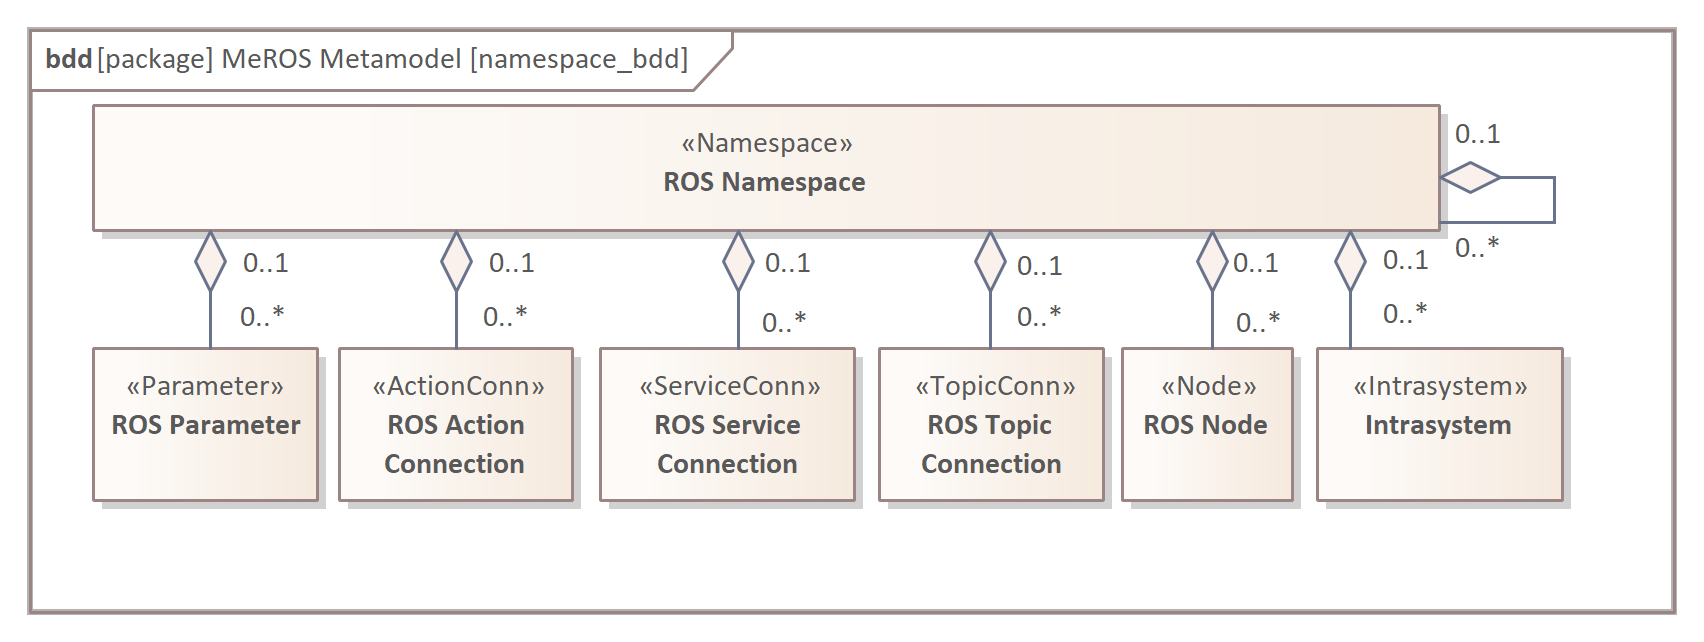 bdd [package] MeROS Metamodel [namespace_bdd]
«Namespace»
ROS Namespace
0..1
0..*
0..1
0..*
0..1
0..*
0..1
0..*
0..1
0..*
0..1
0..*
0..1
0..*
«Parameter»
ROS Parameter
«ActionConn»
ROS Action
Connection
«ServiceConn»
ROS Service
Connection
«TopicConn»
ROS Topic
Connection
«Node»
ROS Node
«Intrasystem»
Intrasystem